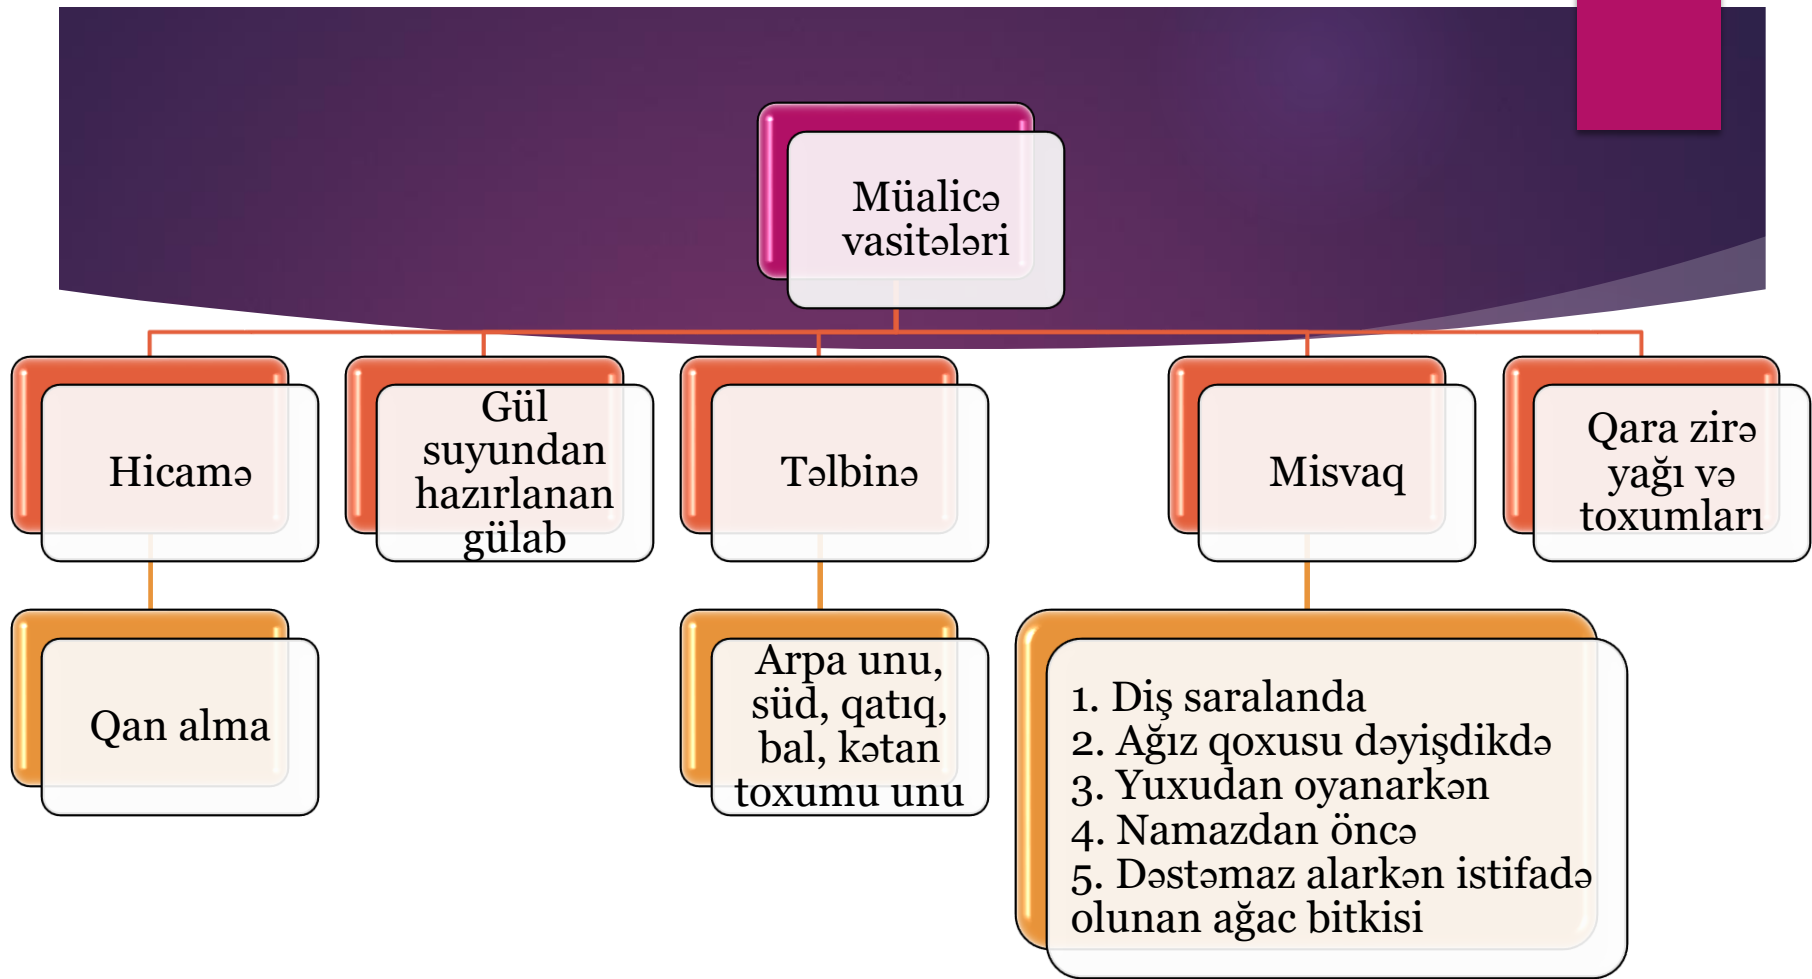 Müalicə
vasitələri
Hicamə
Gül
suyundan
hazırlanan
gülab
Təlbinə
Misvaq
Qara zirə
yağı və
toxumları
Qan alma
Arpa unu,
süd, qatıq,
bal, kətan
toxumu unu
1. Diş saralanda
2. Ağız qoxusu dəyişdikdə
3. Yuxudan oyanarkən
4. Namazdan öncə
5. Dəstəmaz alarkən istifadə
olunan ağac bitkisi